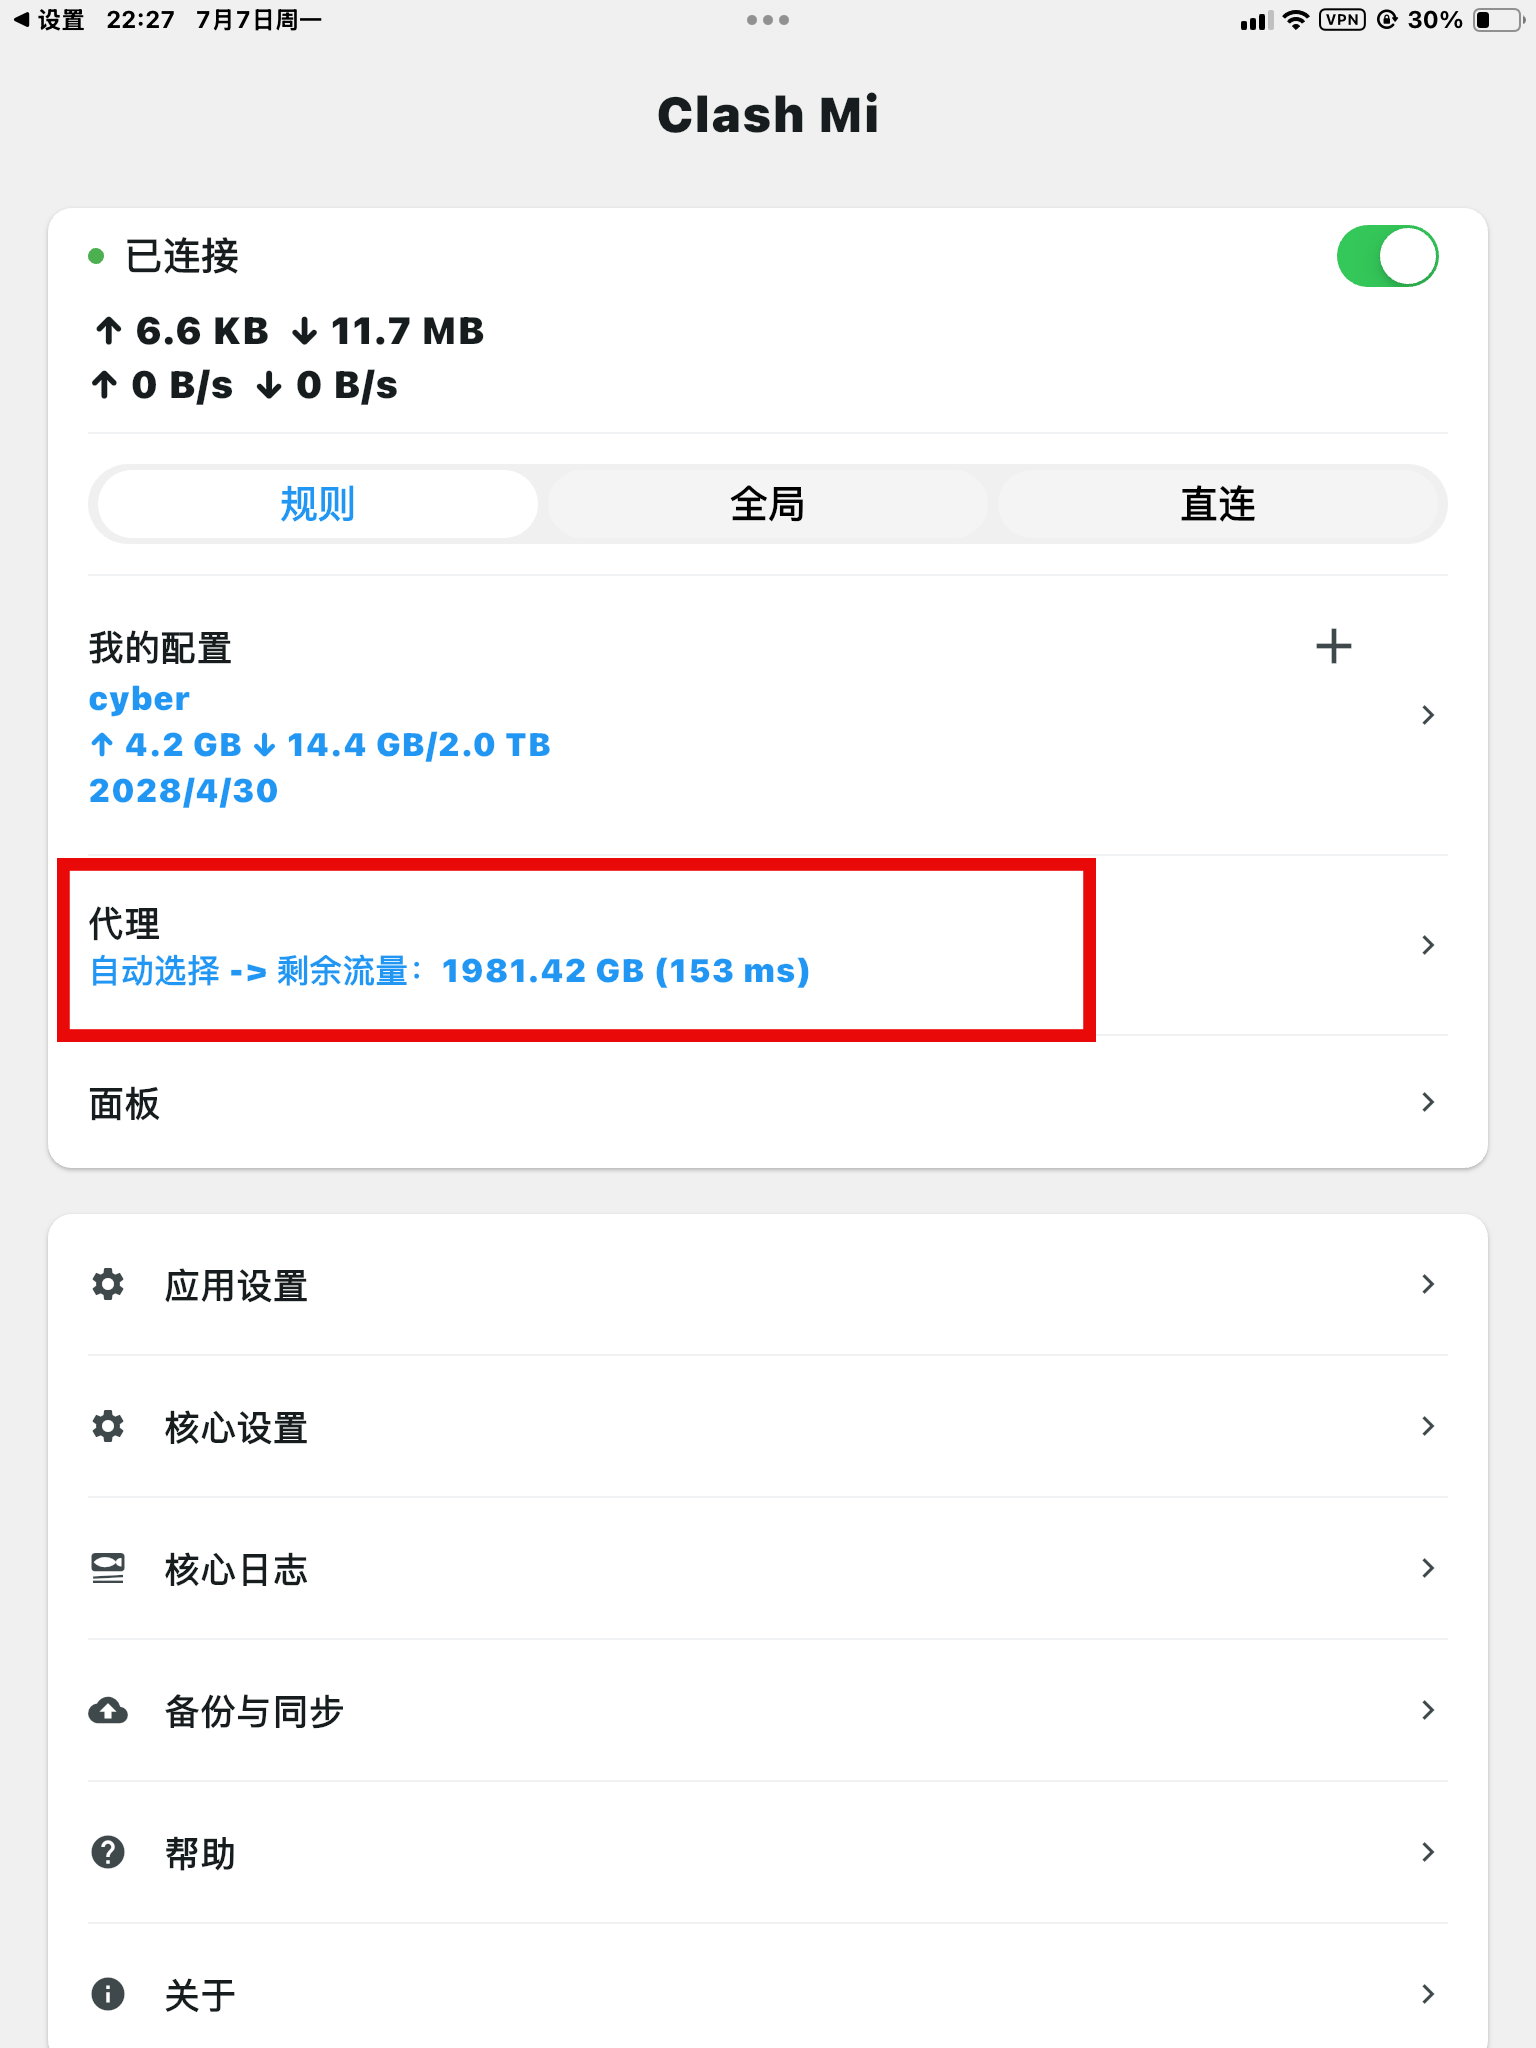 设置 22:27 7月7日周一 VPN 30%
Clash Mi
已连接
↑ 6.6 KB ↓ 11.7 MB
↑ 0 B/s ↓ 0 B/s
规则 全局 直连
我的配置
cyber
↑ 4.2 GB ↓ 14.4 GB/2.0 TB
2028/4/30
代理
自动选择 -> 剩余流量：1981.42 GB (153 ms)
面板
应用设置
核心设置
核心日志
备份与同步
帮助
关于